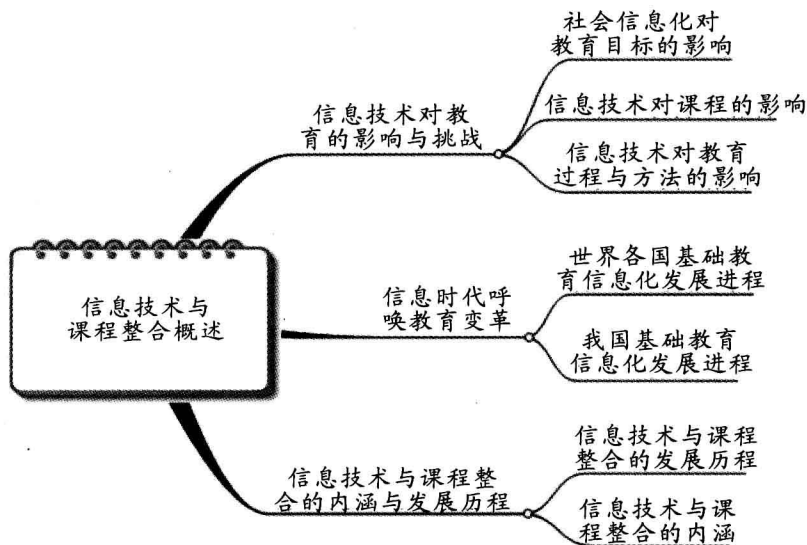 社会信息化对
教育目标的影响
信息技术对教
育的影响与挑战
信息技术对课程的影响
信息技术对教育
过程与方法的影响
信息技术与
课程整合概述
信息时代呼
唤教育变革
世界各国基础教
育信息化发展进程
我国基础教育
信息化发展进程
信息技术与课程整
合的内涵与发展历程
信息技术与课程
整合的发展历程
信息技术与课
程整合的内涵